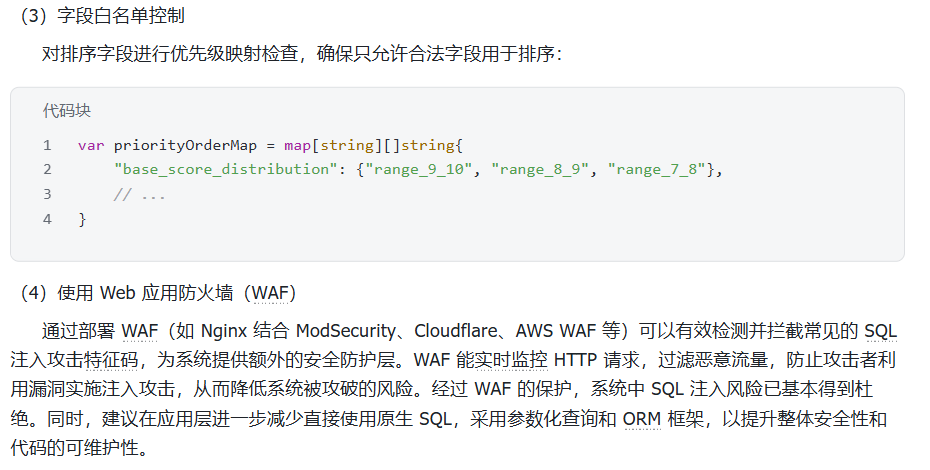 （3）字段白名单控制
对排序字段进行优先级映射检查，确保只允许合法字段用于排序：
代码块
1 var priorityOrderMap = map[string][]string{
2 "base_score_distribution": {"range_9_10", "range_8_9", "range_7_8"},
3 // ...
4 }
（4）使用 Web 应用防火墙（WAF）
通过部署 WAF（如 Nginx 结合 ModSecurity、Cloudflare、AWS WAF 等）可以有效检测并拦截常见的 SQL
注入攻击特征码，为系统提供额外的安全防护层。WAF 能实时监控 HTTP 请求，过滤恶意流量，防止攻击者利
用漏洞实施注入攻击，从而降低系统被攻破的风险。经过 WAF 的保护，系统中 SQL 注入风险已基本得到杜
绝。同时，建议在应用层进一步减少直接使用原生 SQL，采用参数化查询和 ORM 框架，以提升整体安全性和
代码的可维护性。